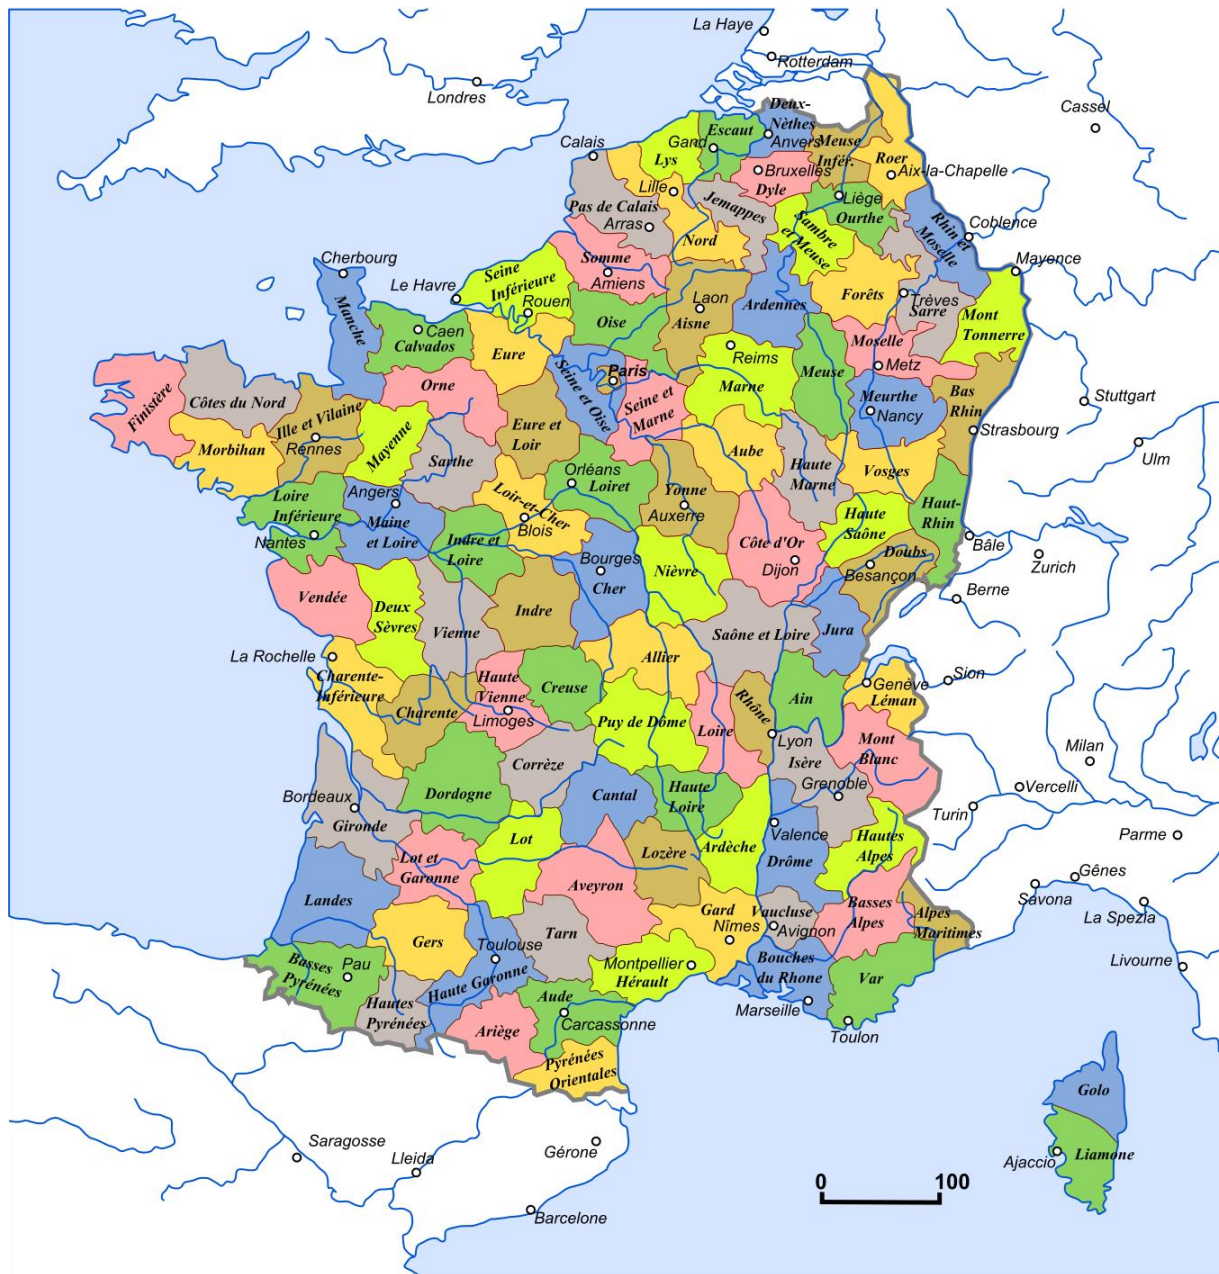 La Haye
Rotterdam
Londres
Cassel
Deux-
Nèthes
Anvers
Escaut
Gand
Lys
Calais
Meuse
Infér.
Roer
Aix-la-Chapelle
Bruxelles
Dyle
Lille
Jemappes
Liège
Ourthe
Pas de Calais
Arras
Nord
Sambre
et Meuse
Rhin et
Moselle
Coblence
Mayence
Cherbourg
Somme
Amiens
Seine
Inférieure
Le Havre
Rouen
Laon
Aisne
Ardennes
Forêts
Trèves
Sarre
Mont
Tonnerre
Manche
Caen
Calvados
Oise
Eure
Reims
Moselle
Metz
Paris
Seine et Oise
Seine et
Marne
Marne
Meuse
Meurthe
Nancy
Bas
Rhin
Stuttgart
Strasbourg
Ulm
Finistère
Côtes du Nord
Orne
Ille et Vilaine
Rennes
Morbihan
Mayenne
Sarthe
Eure et
Loir
Aube
Haute
Marne
Vosges
Orléans
Loiret
Yonne
Auxerre
Loire
Inférieure
Nantes
Angers
Maine
et Loire
Loir-et-Cher
Blois
Indre et
Loire
Haute
Saône
Haut-
Rhin
Bâle
Zurich
Berne
Côte d'Or
Dijon
Doubs
Besançon
Bourges
Cher
Nièvre
Vendée
Deux
Sèvres
Vienne
Indre
Saône et Loire
Jura
La Rochelle
Charente-
Inférieure
Charente
Haute
Vienne
Limoges
Creuse
Allier
Puy de Dôme
Loire
Rhône
Ain
Lyon
Isère
Genève
Léman
Sion
Mont
Blanc
Milan
Vercelli
Turin
Parme
Grenoble
Bordeaux
Gironde
Dordogne
Corrèze
Cantal
Haute
Loire
Valence
Drôme
Ardèche
Hautes
Alpes
Lot
Lot et
Garonne
Lozère
Aveyron
Landes
Gers
Tarn
Gard
Nîmes
Vaucluse
Avignon
Basses
Alpes
Alpes
Maritimes
Gênes
Savona
La Spezia
Livourne
Basses
Pyrénées
Pau
Toulouse
Haute Garonne
Hautes
Pyrénées
Montpellier
Hérault
Bouches
du Rhone
Marseille
Var
Toulon
Ariège
Aude
Carcassonne
Pyrénées
Orientales
Golo
Liamone
Ajaccio
Saragosse
Lleida
Gérone
Barcelone
0
100